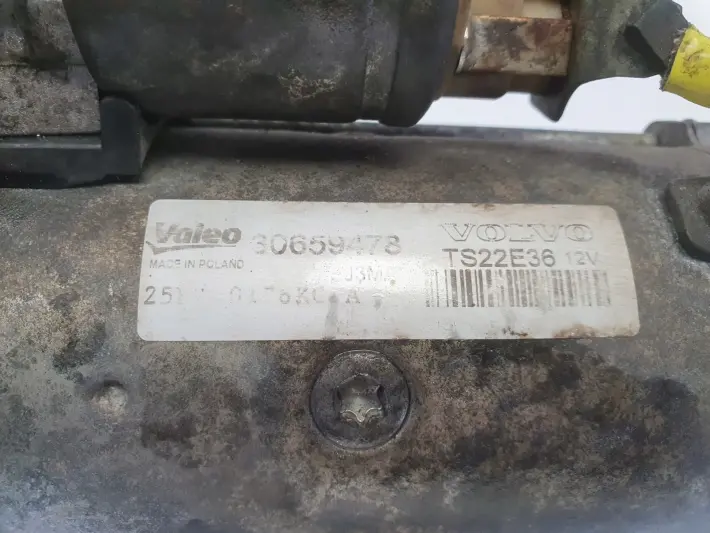 Valeo 30659478 VOLVO
MADE IN POLAND TS22E36 12V